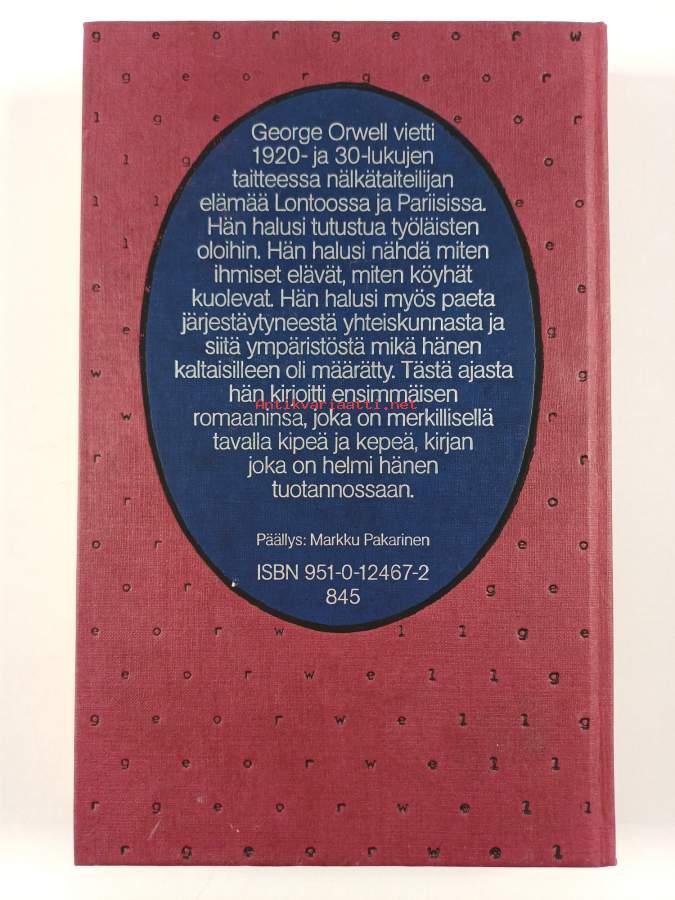 g e o r g e o r w
g e o r g e o r
l g e
l g
l l e o
l
e e g
w w e
r r
r r
o r e o
o r g e
e o r w l l g e
e o r w e l l g
g e o r w e l l g
g e o r w e l l
r g e o r w e l l
r g e o r w e l
George Orwell vietti
1920- ja 30-lukujen
taitteessa nälkätaiteilijan
elämää Lontoossa ja Pariisissa.
Hän halusi tutustua työläisten
oloihin. Hän halusi nähdä miten
ihmiset elävät, miten köyhät
kuolevat. Hän halusi myös paeta
järjestäytyneestä yhteiskunnasta ja
siitä ympäristöstä mikä hänen
kaltaisilleen oli määrätty. Tästä ajasta
hän kirjoitti ensimmäisen
Antikvariaatti.net
romaaninsa, joka on merkillisellä
tavalla kipeä ja kepeä, kirjan
joka on helmi hänen
tuotannossaan.
Päällys: Markku Pakarinen
ISBN 951-0-12467-2
845